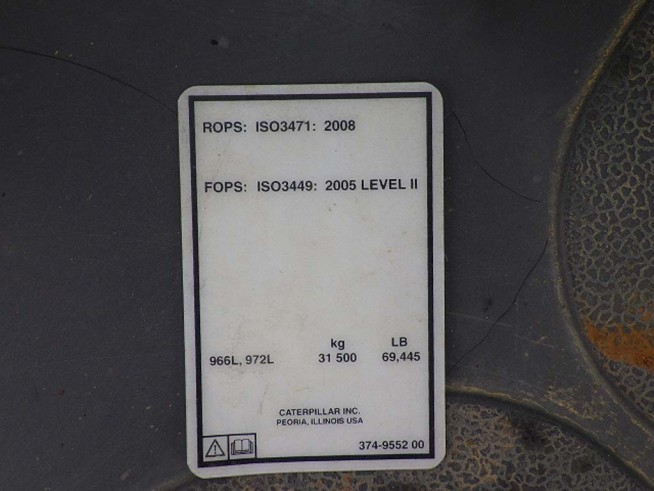 ROPS: ISO3471: 2008
FOPS: ISO3449: 2005 LEVEL II
kg LB
966L, 972L 31 500 69,445
CATERPILLAR INC.
PEORIA, ILLINOIS USA
374-9552 00